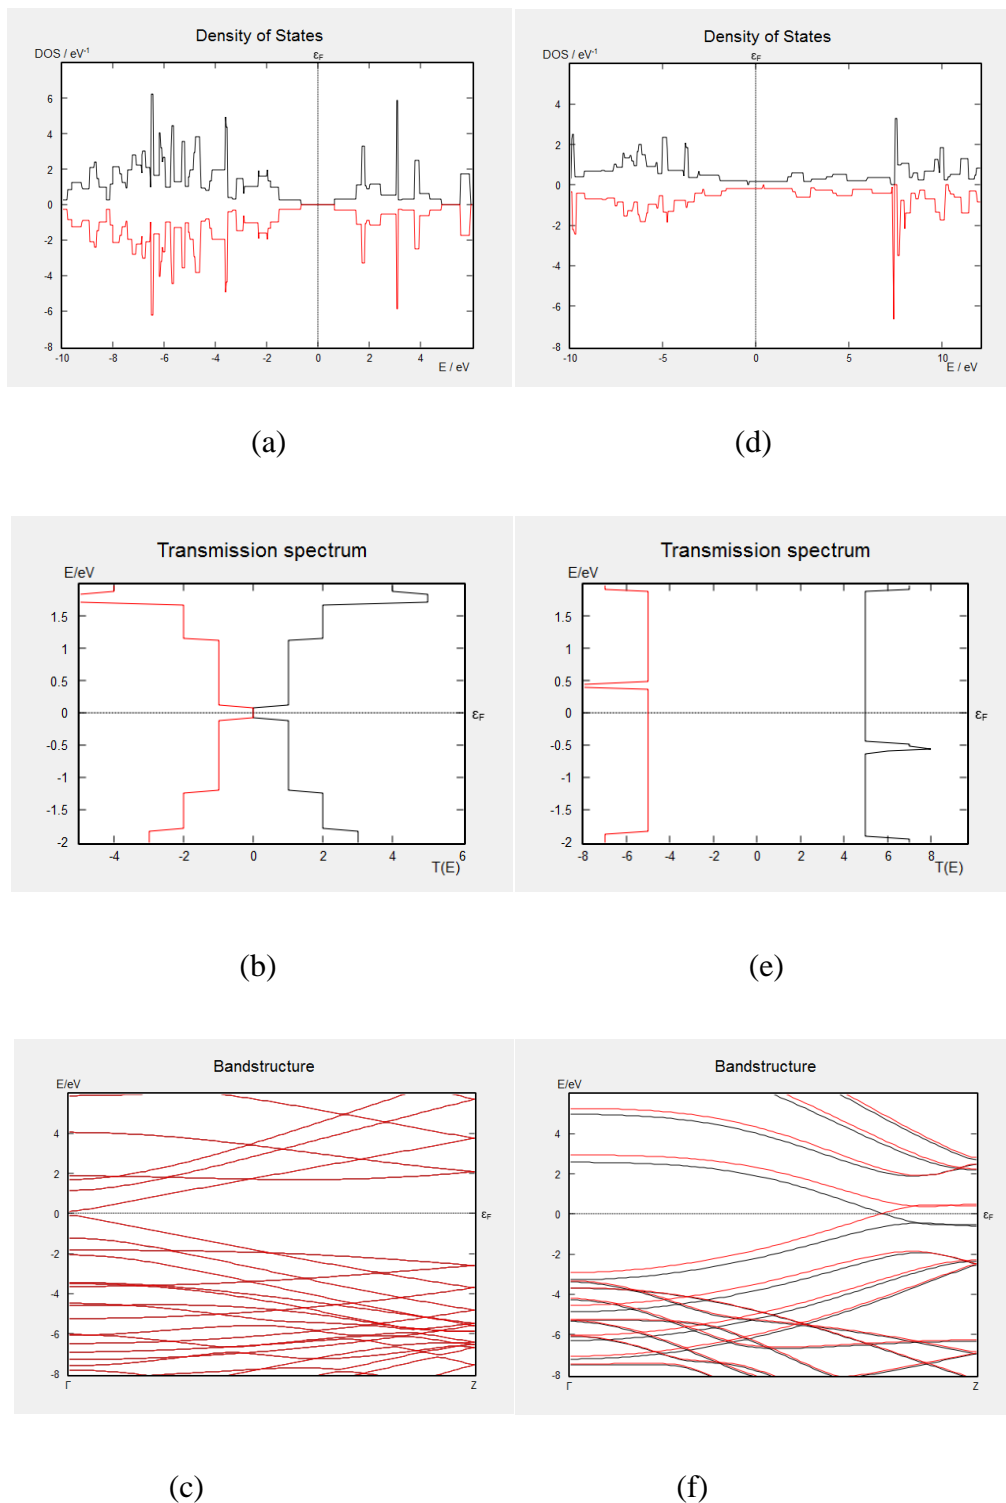 Density of States
DOS / eV-1
εF
6
4
2
0
-2
-4
-6
-8
-10 -8 -6 -4 -2 0 2 4
E / eV
(a)
Density of States
DOS / eV-1
εF
4
2
0
-2
-4
-6
-8
-10 -5 0 5 10
E / eV
(d)
Transmission spectrum
E/eV
1.5
1
0.5
0
-0.5
-1
-1.5
-2
εF
-4 -2 0 2 4 6
T(E)
(b)
Transmission spectrum
E/eV
1.5
1
0.5
0
-0.5
-1
-1.5
-2
εF
-8 -6 -4 -2 0 2 4 6 8
T(E)
(e)
Bandstructure
E/eV
4
2
0
-2
-4
-6
-8
εF
Γ Z
(c)
Bandstructure
E/eV
4
2
0
-2
-4
-6
-8
εF
Γ Z
(f)